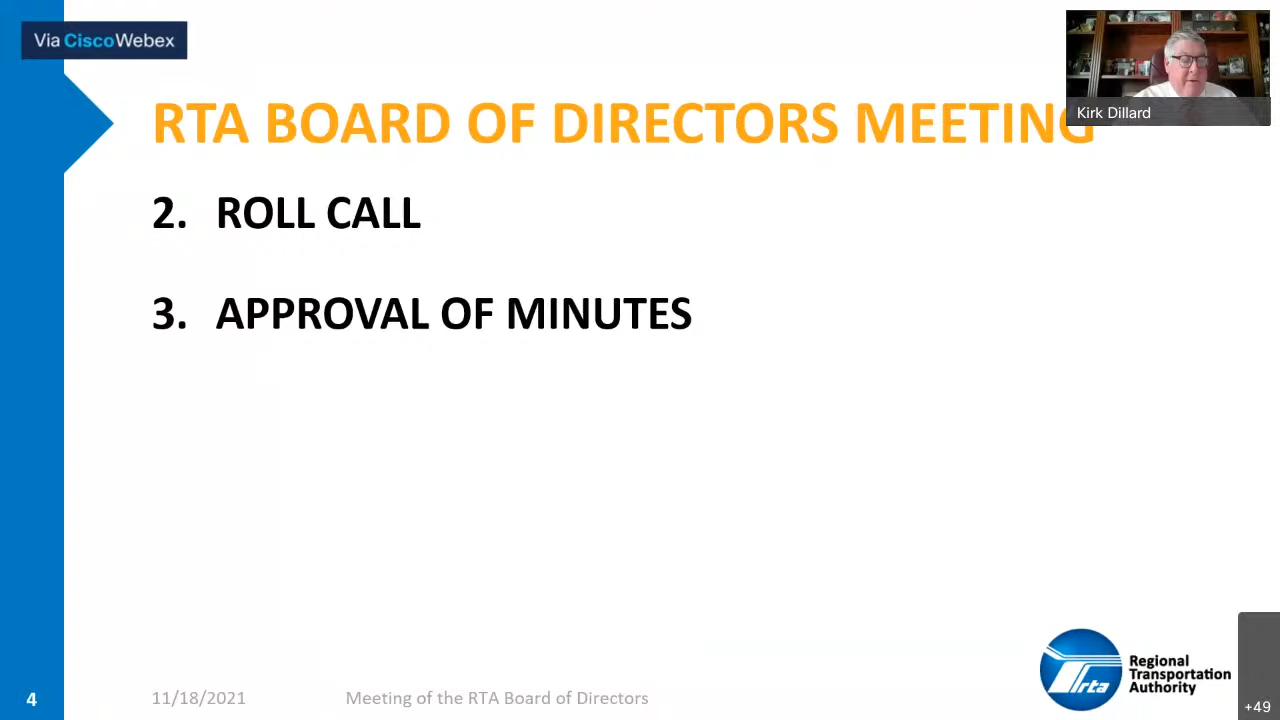 Via CiscoWebex
Kirk Dillard
RTA BOARD OF DIRECTORS MEETING
2. ROLL CALL
3. APPROVAL OF MINUTES
rta
Regional
Transportation
Authority
4
11/18/2021
Meeting of the RTA Board of Directors
+49